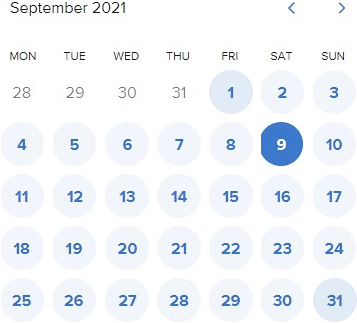 September 2021
MON TUE WED THU FRI SAT SUN
28 29 30 31 1 2 3
4 5 6 7 8 9 10
11 12 13 14 15 16 17
18 19 20 21 22 23 24
25 26 27 28 29 30 31